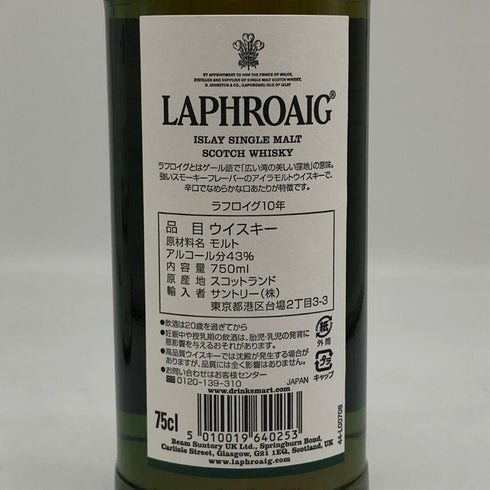 BY APPOINTMENT TO HRH THE PRINCE OF WALES,
DISTILLER AND SUPPLIER OF SINGLE MALT SCOTCH WHISKY,
D. JOHNSTON & CO., (LAPHROAIG) ISLE OF ISLAY
LAPHROAIG®
ISLAY SINGLE MALT
SCOTCH WHISKY
ラフロイグとはゲール語で「広い湾の美しい窪地」の意味。
強いスモーキーフレーバーのアイラモルトウイスキーで、
辛口でなめらかな口あたりが特徴です。
ラフロイグ10年
品 目 ウイスキー
原材料名 モルト
アルコール分43%
内 容 量 750ml
原 産 地 スコットランド
輸 入 者 サントリー(株)
東京都港区台場2丁目3-3
●飲酒は20歳を過ぎてから
●妊娠中や授乳期の飲酒は、胎児・乳児の発育に
悪影響を与えるおそれがあります。
●高品質ウイスキーでは沈殿が発生する場合が
ありますが、品質には全く影響はありません。
●お問い合わせはお客様センター
0120-139-310
紙
外筒
プラ
キャップ
JAPAN
www.drinksmart.com
75cl
5 010019 640253
44-L00708
Beam Suntory UK Ltd., Springburn Bond,
Carlisle Street, Glasgow, G21 1EQ, Scotland, UK
www.laphroaig.com